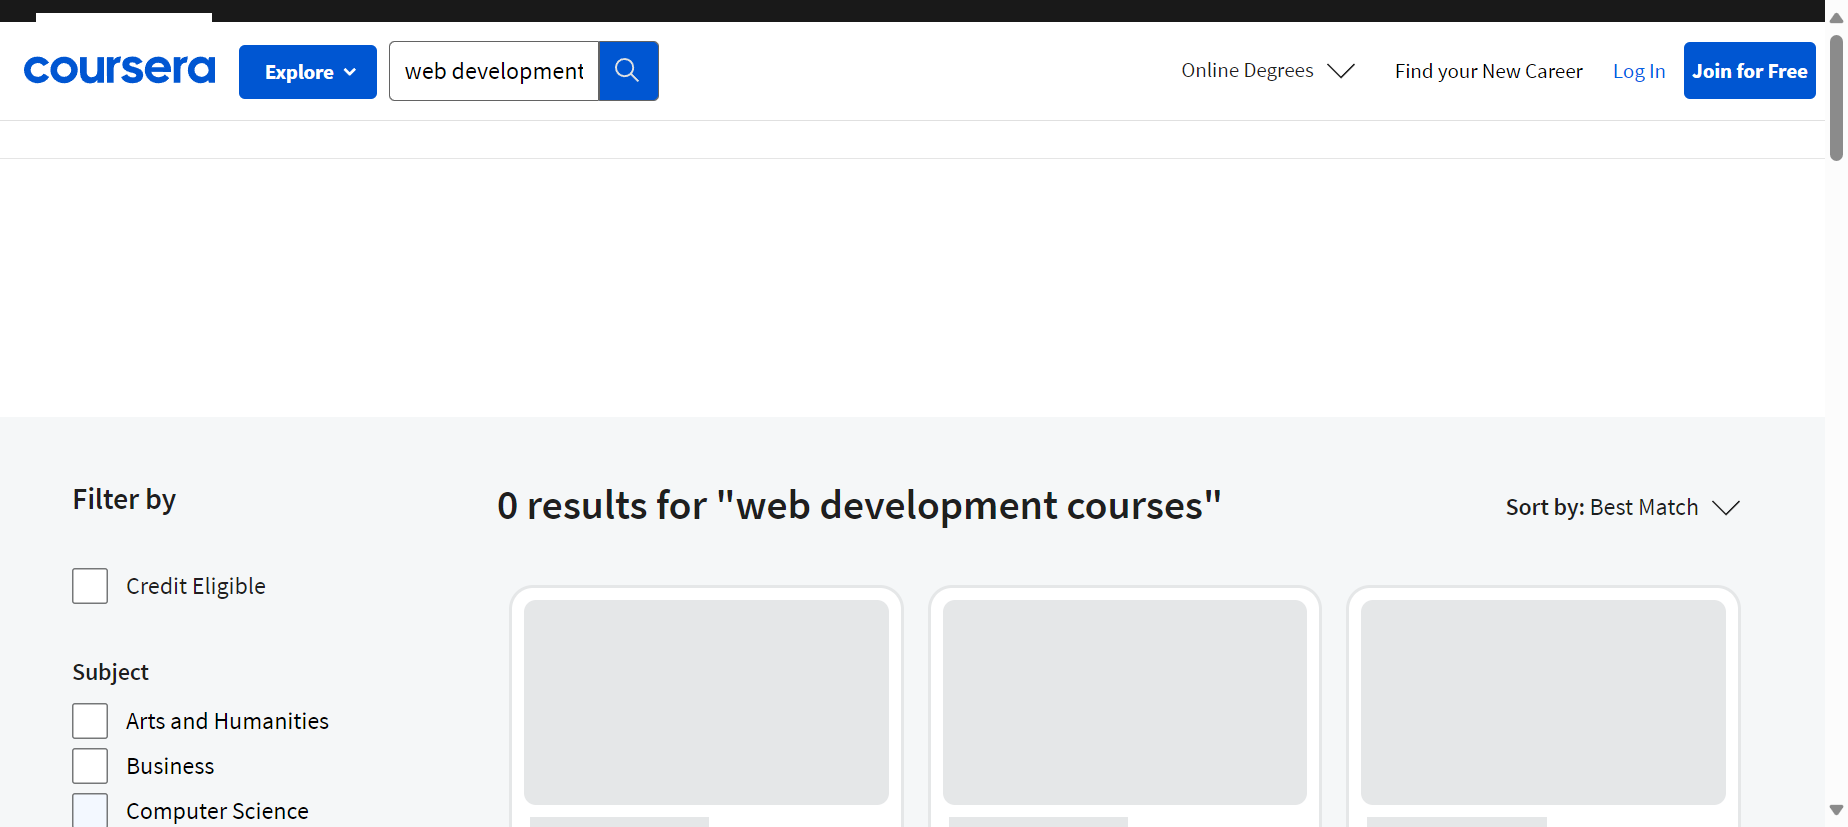 coursera
Explore
web development
Online Degrees
Find your New Career
Log In
Join for Free
Filter by
0 results for "web development courses"
Sort by: Best Match
Credit Eligible
Subject
Arts and Humanities
Business
Computer Science